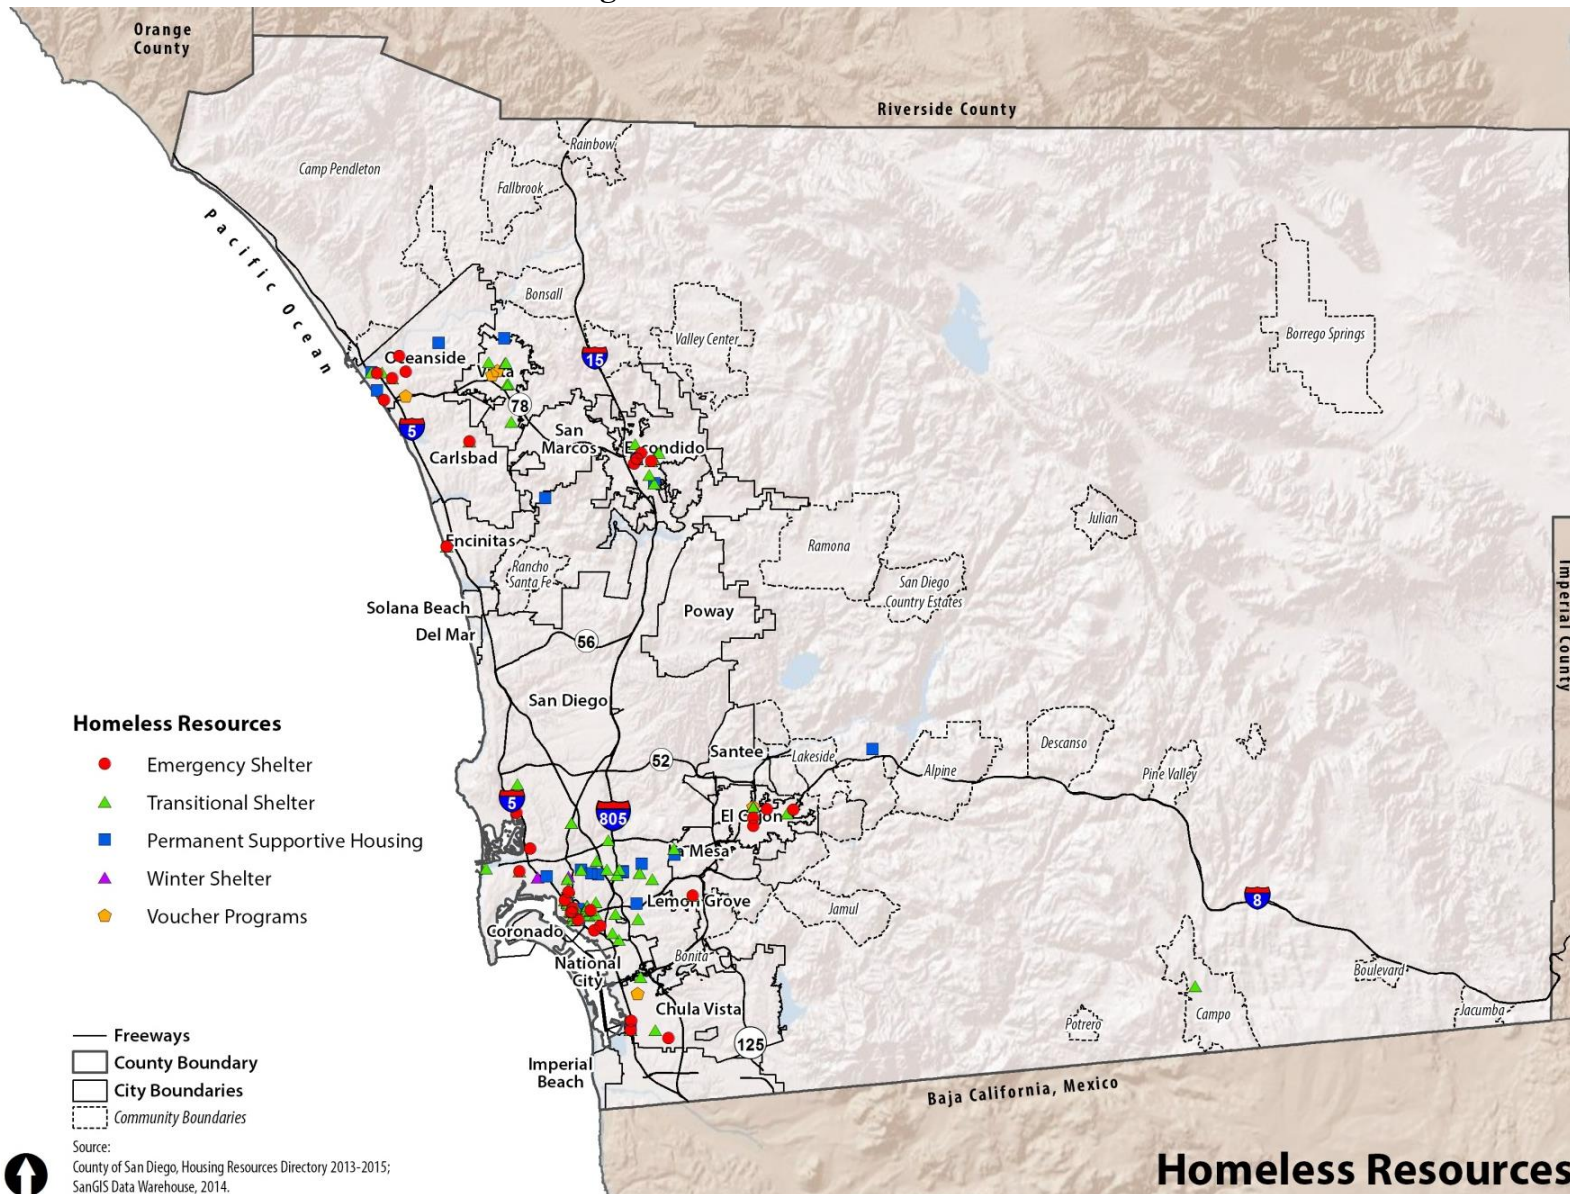 Orange
County
Riverside County
Rainbow
Camp Pendleton
Fallbrook
Pacific Ocean
Bonsall
Valley Center
Borrego Springs
Oceanside
Vista
15
78
5
San
Marcos
Escondido
Carlsbad
Encinitas
Julian
Ramona
Rancho
Santa Fe
San Diego
Country Estates
Imperial County
Solana Beach
Del Mar
Poway
56
San Diego
Homeless Resources
Emergency Shelter
Transitional Shelter
Permanent Supportive Housing
Winter Shelter
Voucher Programs
52
Santee
Lakeside
Alpine
Descanso
Pine Valley
5
805
El Cajon
La Mesa
Lemon Grove
Jamul
8
Coronado
National
City
Bonita
Chula Vista
125
Imperial
Beach
Boulevard
Jacumba
Campo
Potrero
Baja California, Mexico
Freeways
County Boundary
City Boundaries
Community Boundaries
Source:
County of San Diego, Housing Resources Directory 2013-2015;
SanGIS Data Warehouse, 2014.
Homeless Resources